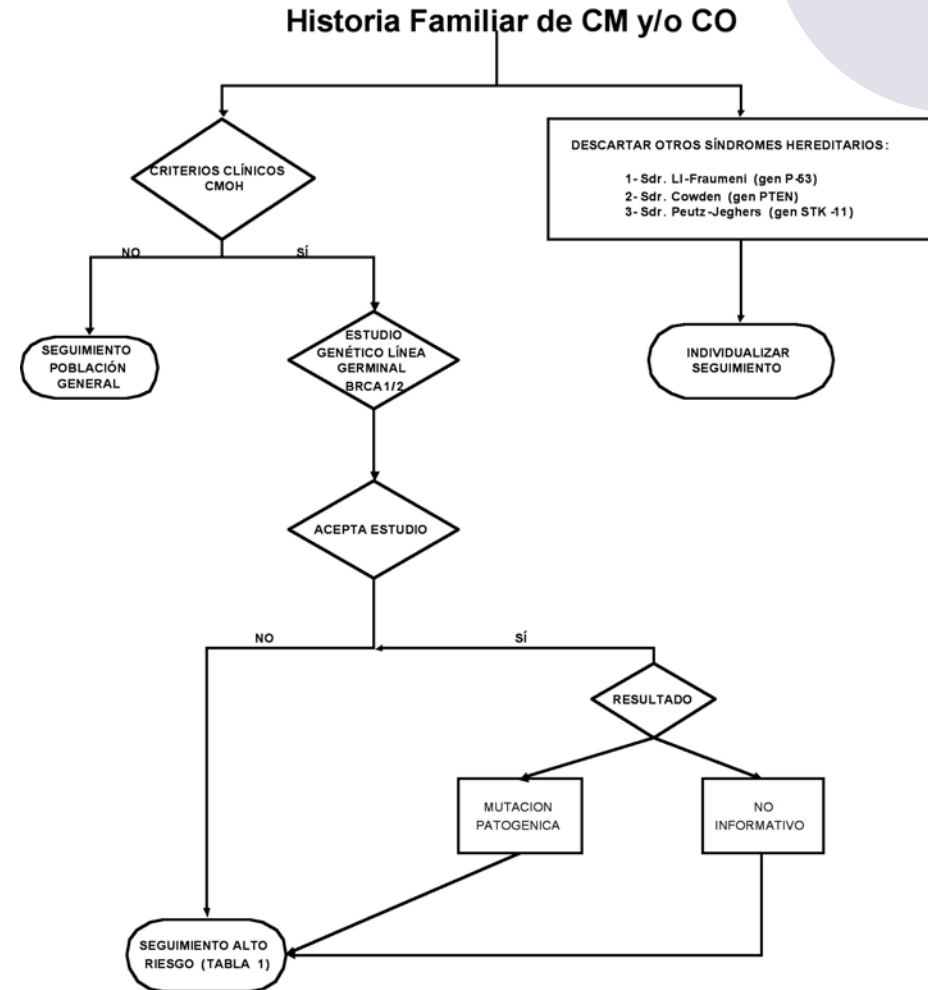 Historia Familiar de CM y/o CO
CRITERIOS CLÍNICOS
CMOH
DESCARTAR OTROS SÍNDROMES HEREDITARIOS:
1- Sdr. LI-Fraumeni (gen P-53)
2- Sdr. Cowden (gen PTEN)
3- Sdr. Peutz-Jeghers (gen STK-11)
NO
SÍ
SEGUIMIENTO
POBLACIÓN
GENERAL
ESTUDIO
GENÉTICO LÍNEA
GERMINAL
BRCA1/2
INDIVIDUALIZAR
SEGUIMIENTO
ACEPTA ESTUDIO
NO
SÍ
RESULTADO
MUTACION
PATOGENICA
NO
INFORMATIVO
SEGUIMIENTO ALTO
RIESGO (TABLA 1)